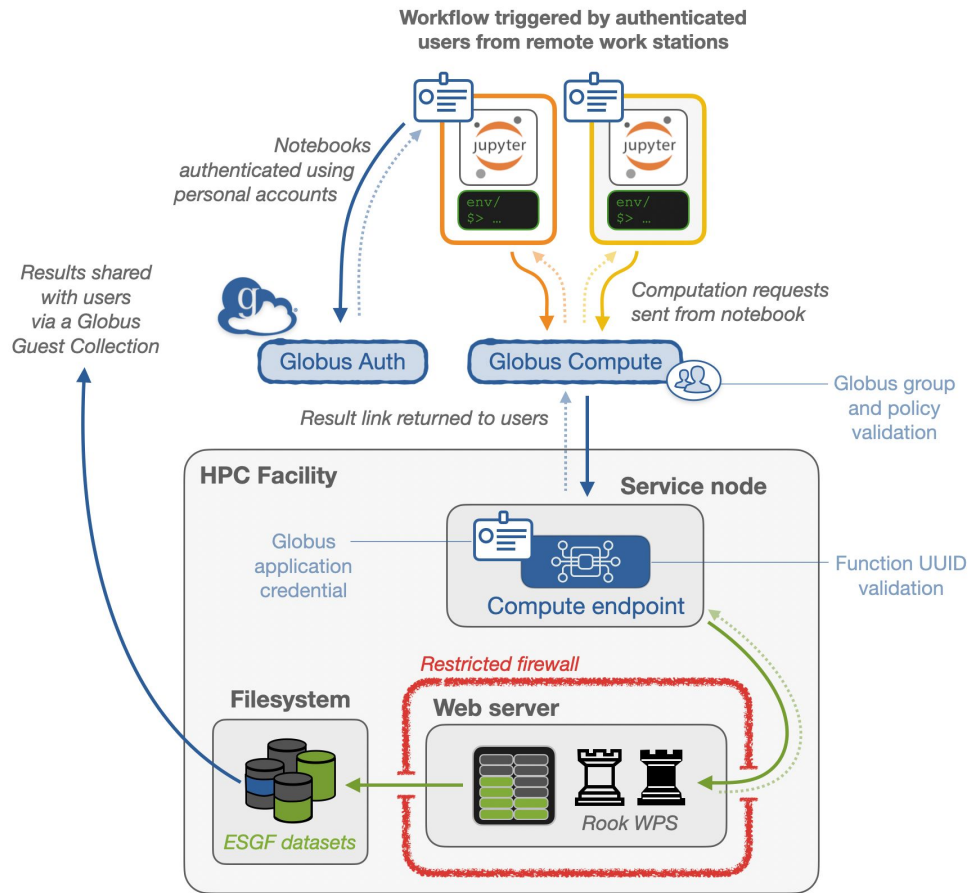 Workflow triggered by authenticated
users from remote work stations
Notebooks
authenticated using
personal accounts
jupyter
env/
$> …
jupyter
env/
$> …
Results shared
with users
via a Globus
Guest Collection
Computation requests
sent from notebook
g
Globus Auth
Globus Compute
Globus group
and policy
validation
Result link returned to users
HPC Facility
Service node
Globus
application
credential
Function UUID
validation
Compute endpoint
Restricted firewall
Filesystem
Web server
ESGF datasets
Rook WPS